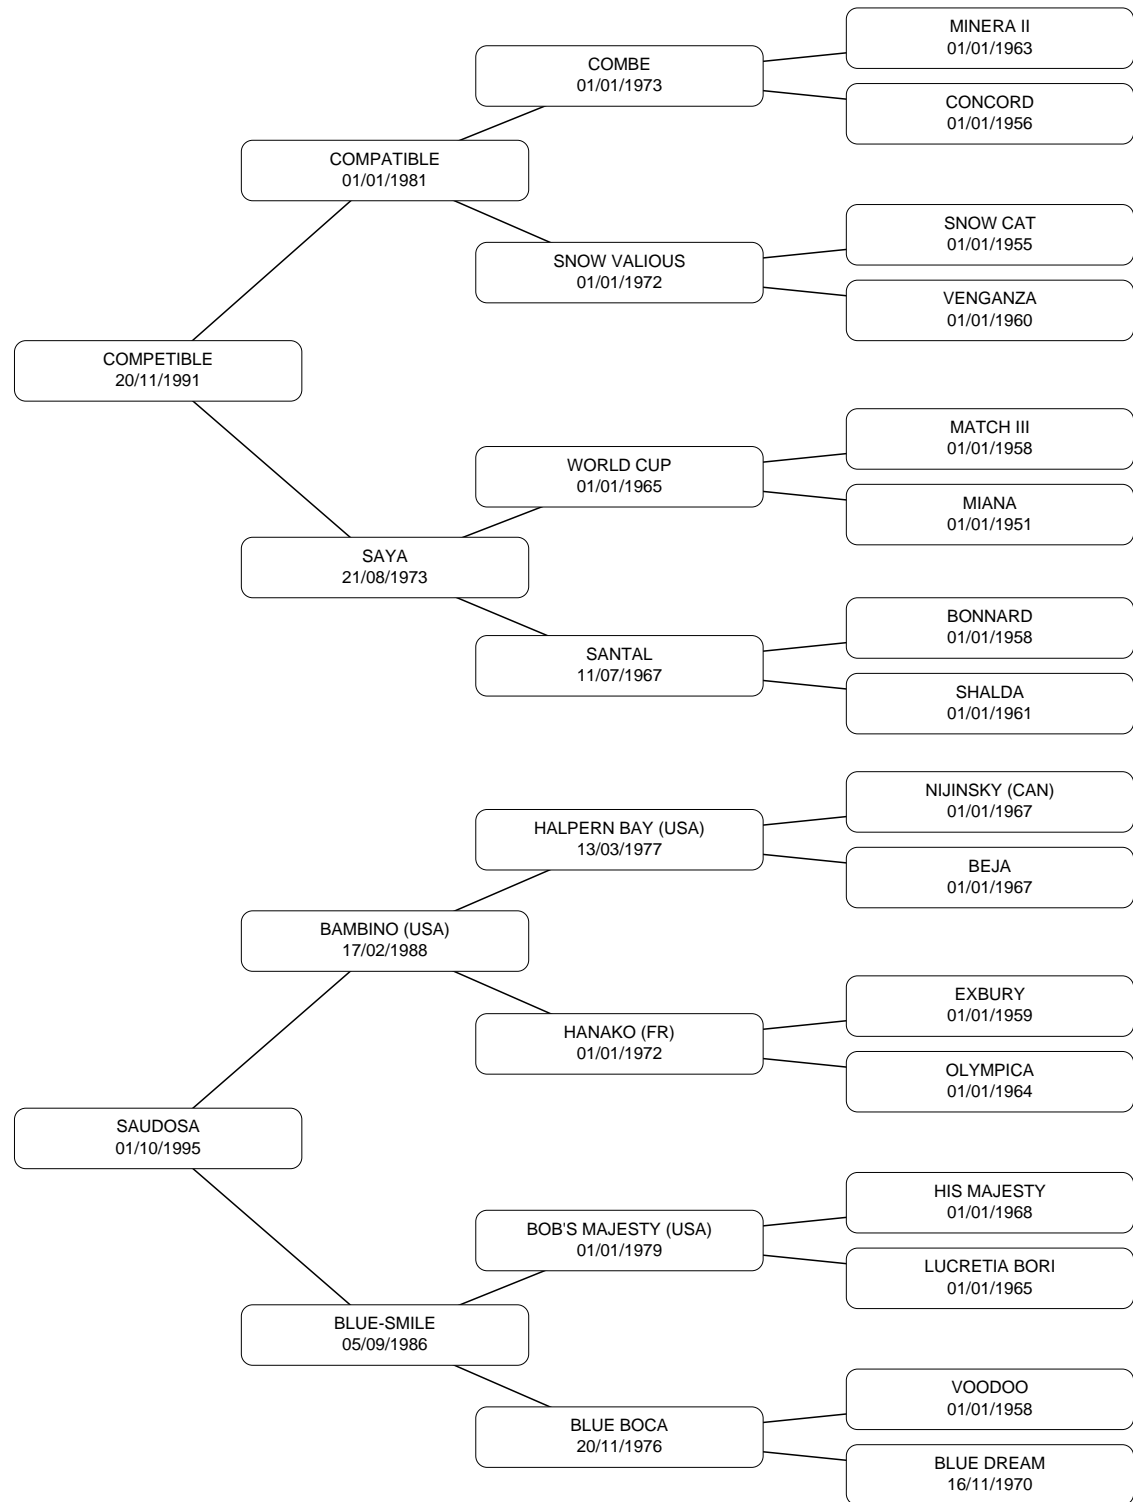 MINERA II
01/01/1963
COMBE
01/01/1973
CONCORD
01/01/1956
COMPATIBLE
01/01/1981
SNOW CAT
01/01/1955
SNOW VALIOUS
01/01/1972
VENGANZA
01/01/1960
COMPETIBLE
20/11/1991
MATCH III
01/01/1958
WORLD CUP
01/01/1965
MIANA
01/01/1951
SAYA
21/08/1973
BONNARD
01/01/1958
SANTAL
11/07/1967
SHALDA
01/01/1961
NIJINSKY (CAN)
01/01/1967
HALPERN BAY (USA)
13/03/1977
BEJA
01/01/1967
BAMBINO (USA)
17/02/1988
EXBURY
01/01/1959
HANAKO (FR)
01/01/1972
OLYMPICA
01/01/1964
SAUDOSA
01/10/1995
HIS MAJESTY
01/01/1968
BOB'S MAJESTY (USA)
01/01/1979
LUCRETIA BORI
01/01/1965
BLUE-SMILE
05/09/1986
VOODOO
01/01/1958
BLUE BOCA
20/11/1976
BLUE DREAM
16/11/1970